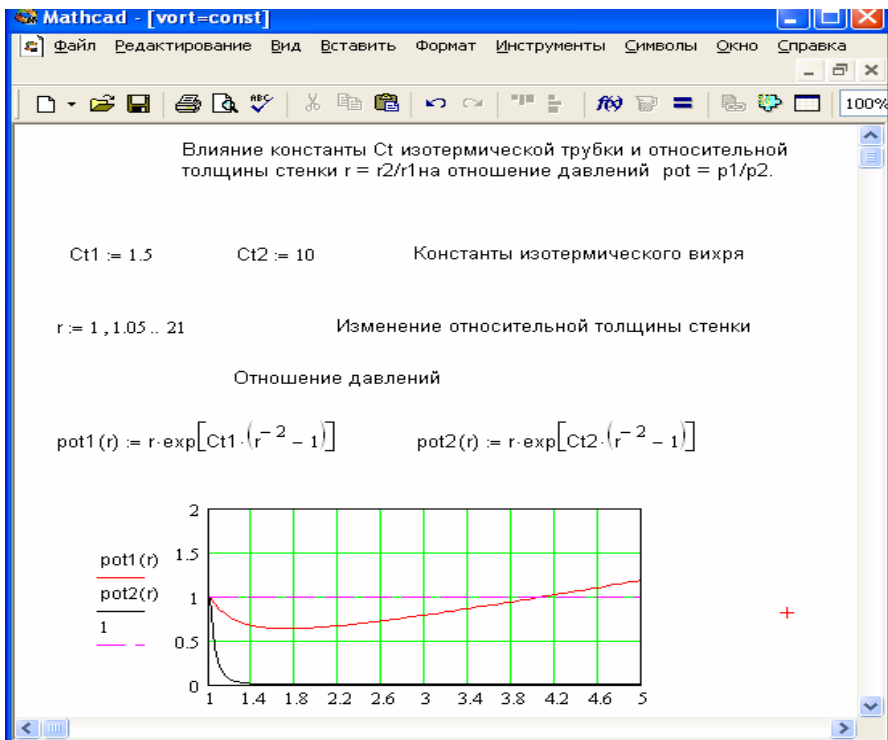 Mathcad - [vort=const]
Файл Редактирование Вид Вставить Формат Инструменты Символы Окно Справка
ABC f(x) = 100%
Влияние константы Ct изотермической трубки и относительной
толщины стенки r = r2/r1на отношение давлений pot = p1/p2.
Ct1 := 1.5 Ct2 := 10 Константы изотермического вихря
r := 1 , 1.05 .. 21 Изменение относительной толщины стенки
Отношение давлений
pot1(r) := r·exp[Ct1·(r^-2 - 1)] pot2(r) := r·exp[Ct2·(r^-2 - 1)]
2
1.5
1
0.5
0
pot1(r)
pot2(r)
1
1 1.4 1.8 2.2 2.6 3 3.4 3.8 4.2 4.6 5